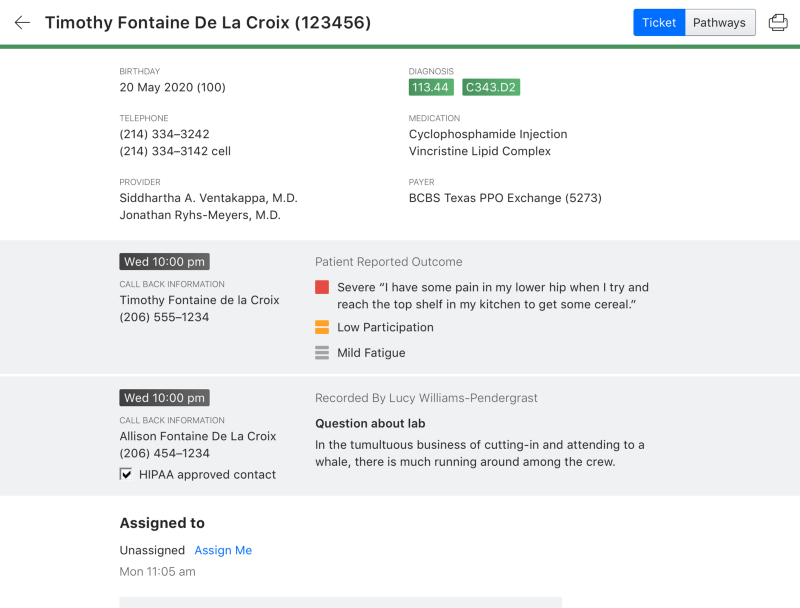 Timothy Fontaine De La Croix (123456)
Ticket
Pathways
BIRTHDAY
20 May 2020 (100)
DIAGNOSIS
113.44
C343.D2
TELEPHONE
(214) 334–3242
(214) 334–3142 cell
MEDICATION
Cyclophosphamide Injection
Vincristine Lipid Complex
PROVIDER
Siddhartha A. Ventakappa, M.D.
Jonathan Ryhs-Meyers, M.D.
PAYER
BCBS Texas PPO Exchange (5273)
Wed 10:00 pm
CALL BACK INFORMATION
Timothy Fontaine de la Croix
(206) 555–1234
Patient Reported Outcome
Severe “I have some pain in my lower hip when I try and
reach the top shelf in my kitchen to get some cereal.”
Low Participation
Mild Fatigue
Wed 10:00 pm
CALL BACK INFORMATION
Allison Fontaine De La Croix
(206) 454–1234
HIPAA approved contact
Recorded By Lucy Williams-Pendergrast
Question about lab
In the tumultuous business of cutting-in and attending to a
whale, there is much running around among the crew.
Assigned to
Unassigned Assign Me
Mon 11:05 am